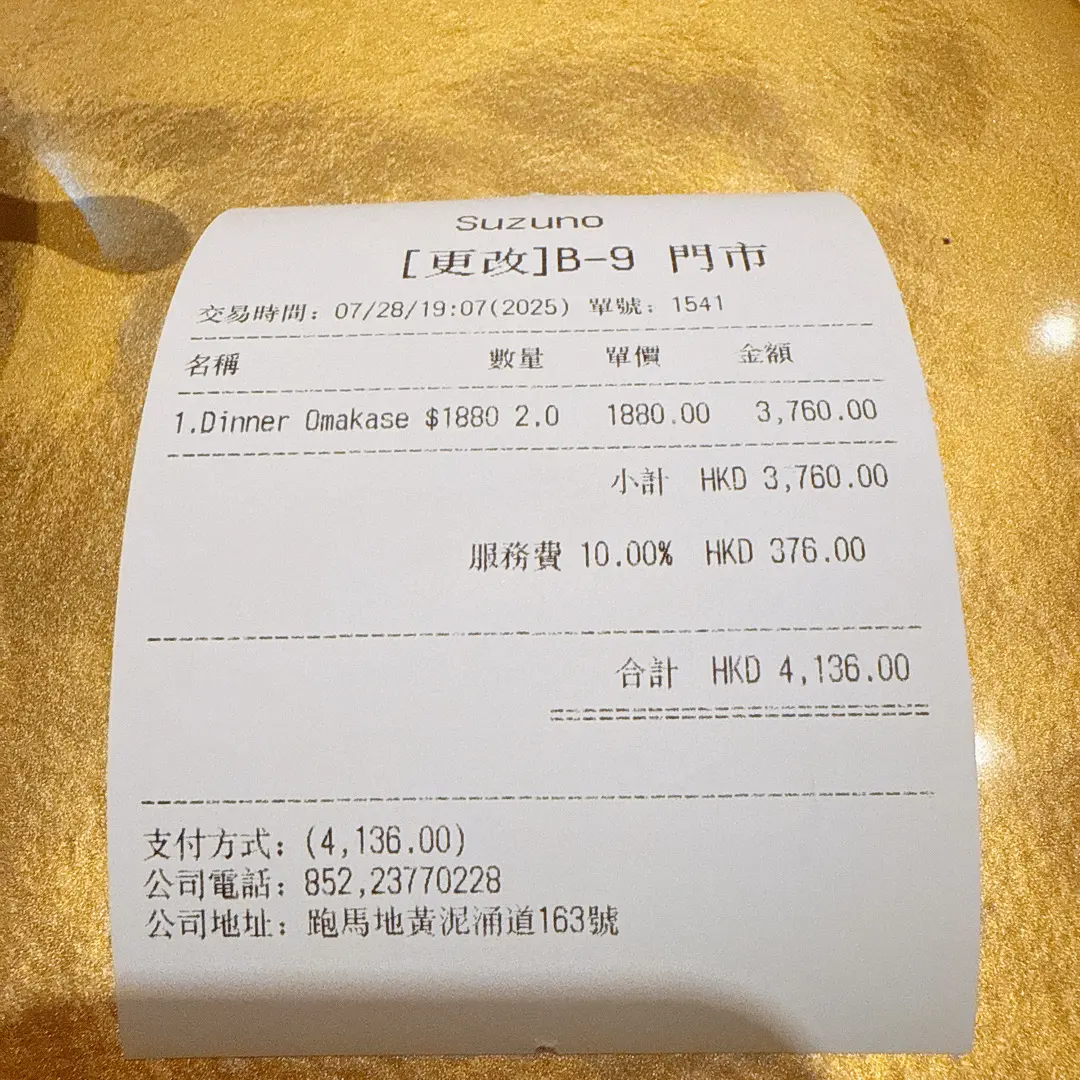 Suzuno
[更改]B-9 門市
交易時間: 07/28/19:07(2025) 單號: 1541
名稱 數量 單價 金額
1.Dinner Omakase $1880 2.0 1880.00 3,760.00
小計 HKD 3,760.00
服務費 10.00% HKD 376.00
合計 HKD 4,136.00
支付方式: (4,136.00)
公司電話: 852,23770228
公司地址: 跑馬地黃泥涌道163號